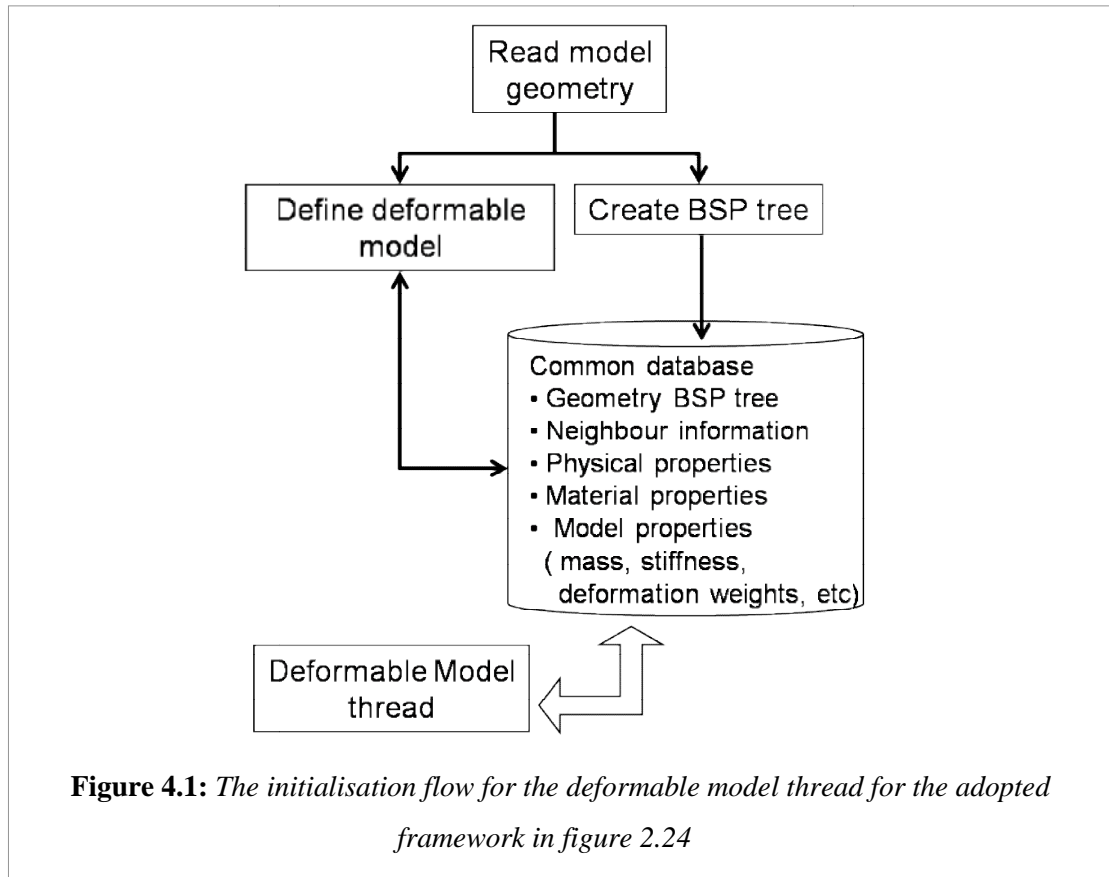 Read model
geometry
Define deformable
model
Create BSP tree
Common database
• Geometry BSP tree
• Neighbour information
• Physical properties
• Material properties
• Model properties
( mass, stiffness,
deformation weights, etc)
Deformable Model
thread
Figure 4.1: The initialisation flow for the deformable model thread for the adopted
framework in figure 2.24